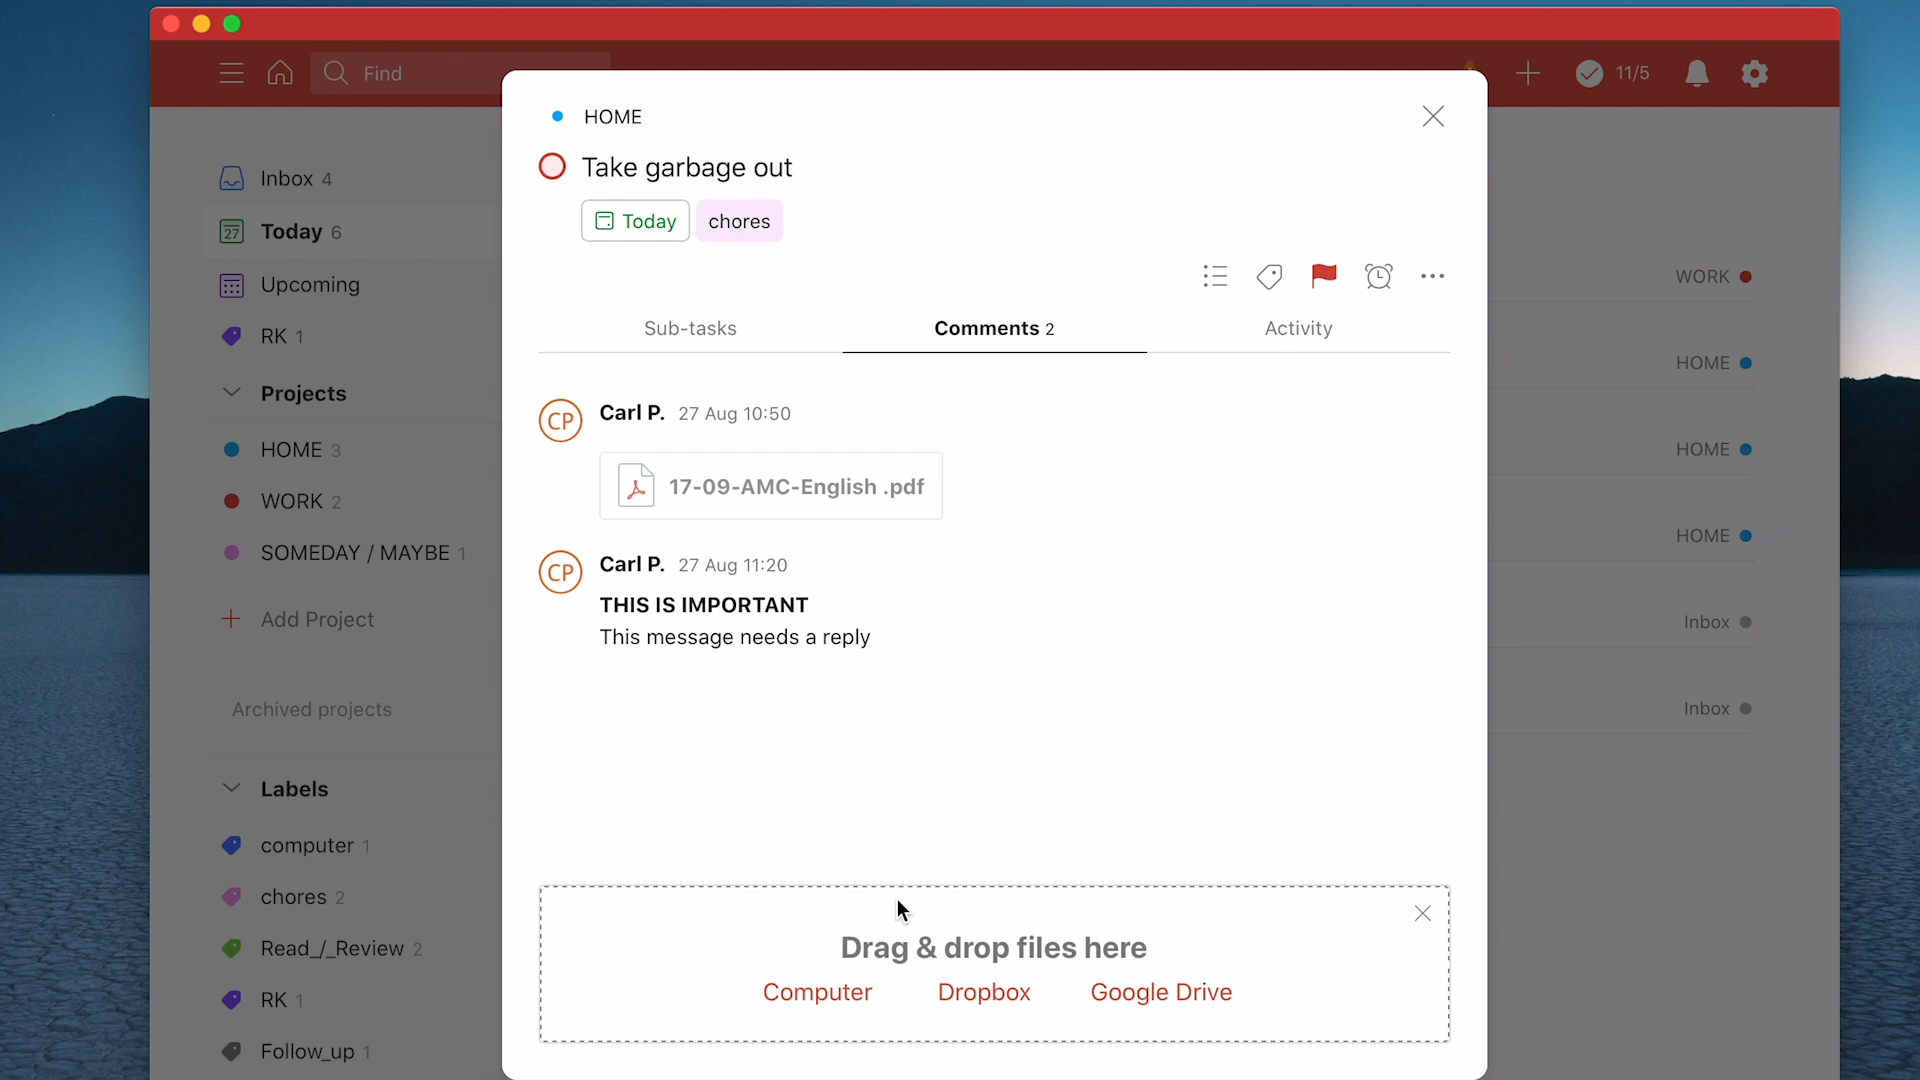 Find
11/5
Inbox 4
27 Today 6
Upcoming
RK 1
Projects
HOME 3
WORK 2
SOMEDAY / MAYBE 1
Add Project
Archived projects
Labels
computer 1
chores 2
Read_/_Review 2
RK 1
Follow_up 1
HOME
Take garbage out
Today chores
Sub-tasks Comments 2 Activity
CP Carl P. 27 Aug 10:50
17-09-AMC-English .pdf
CP Carl P. 27 Aug 11:20
THIS IS IMPORTANT
This message needs a reply
Drag & drop files here
Computer Dropbox Google Drive
WORK
HOME
HOME
HOME
Inbox
Inbox